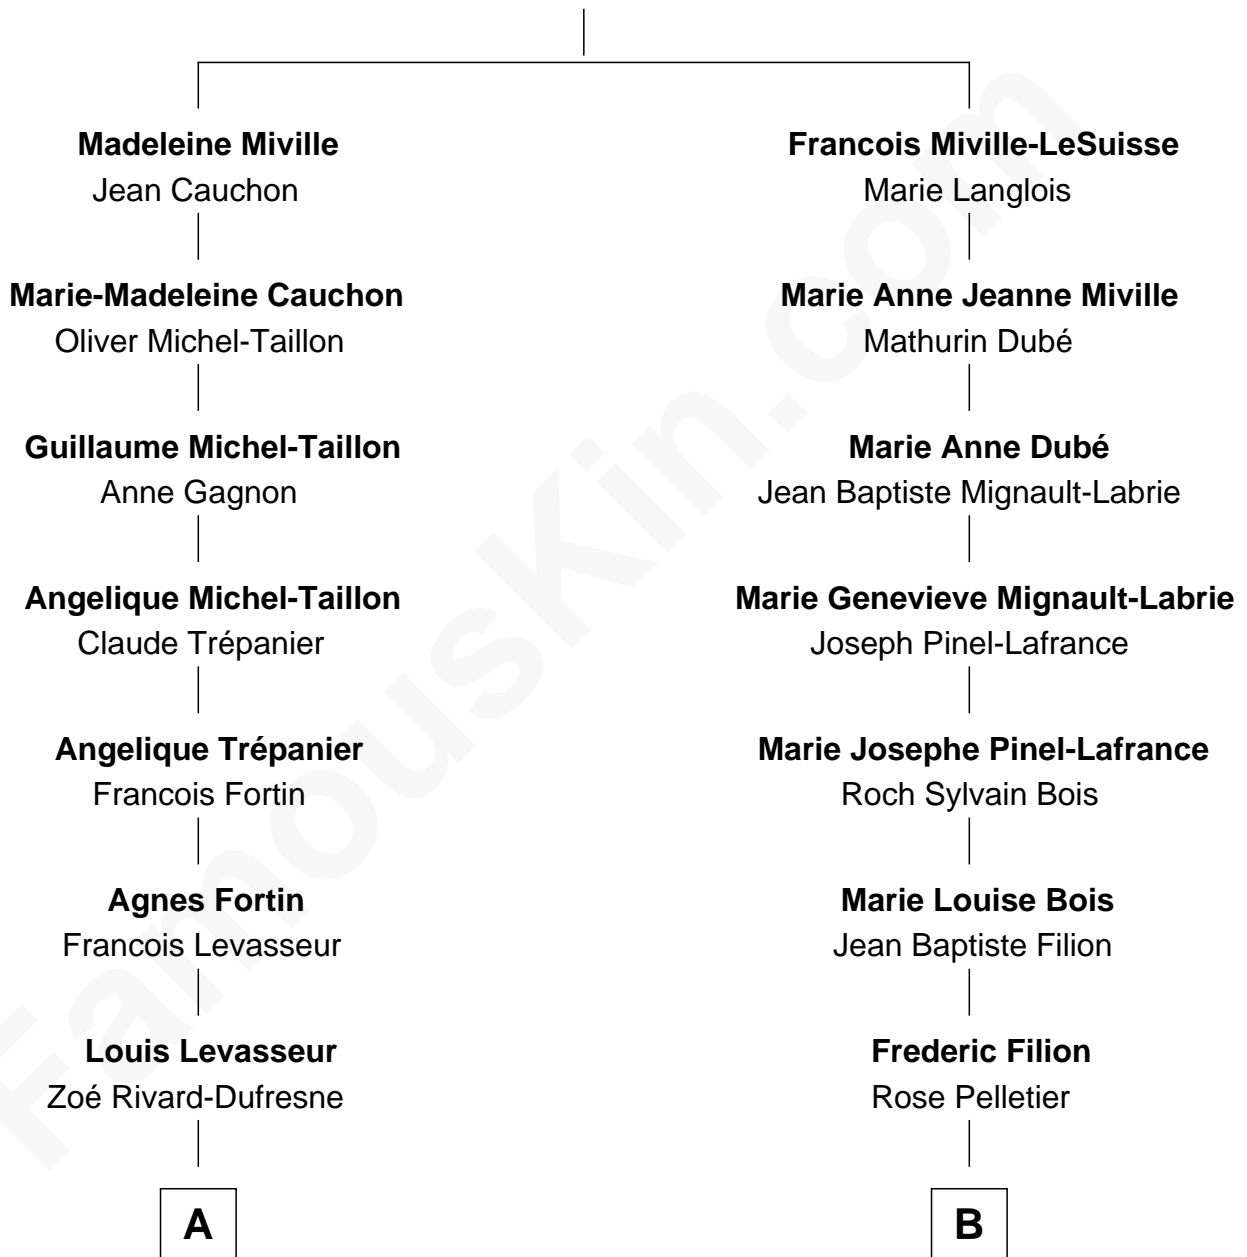 Madeleine Miville
Jean Cauchon
Marie-Madeleine Cauchon
Oliver Michel-Taillon
Guillaume Michel-Taillon
Anne Gagnon
Angelique Michel-Taillon
Claude Trépanier
Angelique Trépanier
Francois Fortin
Agnes Fortin
Francois Levasseur
Louis Levasseur
Zoé Rivard-Dufresne
A
Francois Miville-LeSuisse
Marie Langlois
Marie Anne Jeanne Miville
Mathurin Dubé
Marie Anne Dubé
Jean Baptiste Mignault-Labrie
Marie Genevieve Mignault-Labrie
Joseph Pinel-Lafrance
Marie Josephe Pinel-Lafrance
Roch Sylvain Bois
Marie Louise Bois
Jean Baptiste Filion
Frederic Filion
Rose Pelletier
B
FamousKin.com